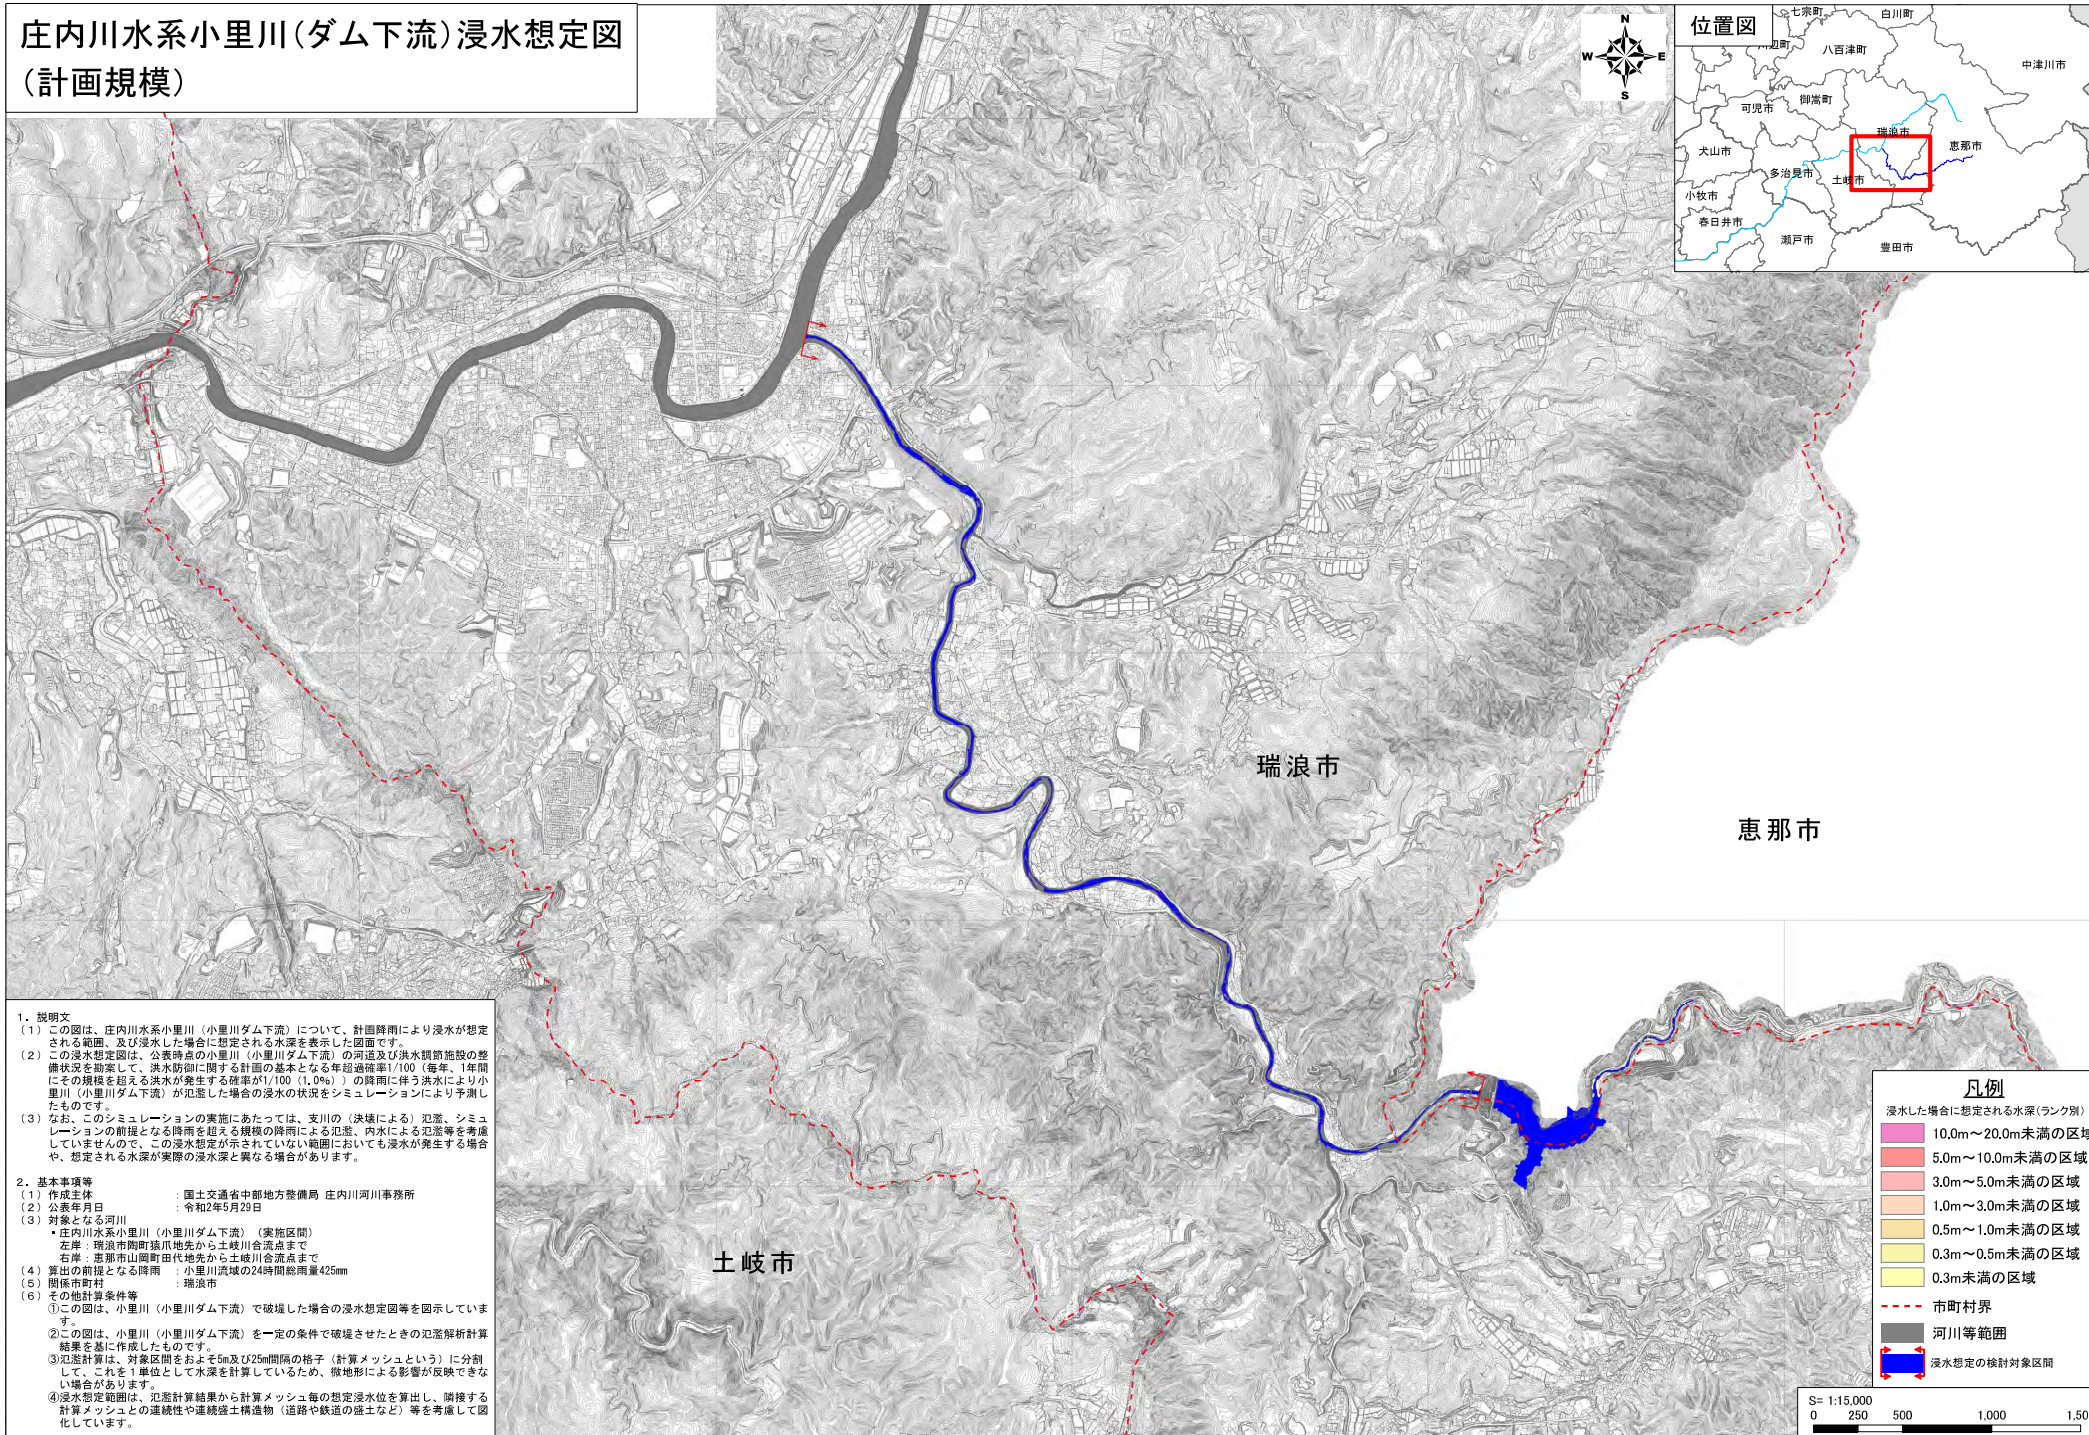 庄内川水系小里川(ダム下流)浸水想定図
(計画規模)
N
W
E
S
位置図
七宗町
白川町
八百津町
中津川市
可児市
御嵩町
瑞浪市
恵那市
犬山市
多治見市
土岐市
小牧市
春日井市
瀬戸市
豊田市
瑞浪市
恵那市
土岐市
1. 説明文
(1) この図は、庄内川水系小里川(小里川ダム下流)について、計画降雨により浸水が想定
される範囲、及び浸水した場合に想定される水深を表示した図面です。
(2) この浸水想定図は、公表時点の小里川(小里川ダム下流)の河道及び洪水調節施設の整
備状況を勘案して、洪水防御に関する計画の基本となる年超過確率1/100(毎年、1年間
にその規模を超える洪水が発生する確率が1/100(1.0%))の降雨に伴う洪水により小
里川(小里川ダム下流)が氾濫した場合の浸水の状況をシミュレーションにより予測し
たものです。
(3) なお、このシミュレーションの実施にあたっては、支川の(決壊による)氾濫、シミュ
レーションの前提となる降雨を超える規模の降雨による氾濫、内水による氾濫等を考慮
していませんので、この浸水想定が示されていない範囲においても浸水が発生する場合
や、想定される水深が実際の浸水深と異なる場合があります。
2. 基本事項等
(1) 作成主体 : 国土交通省中部地方整備局 庄内川河川事務所
(2) 公表年月日 : 令和2年5月29日
(3) 対象となる河川
・庄内川水系小里川(小里川ダム下流)(実施区間)
左岸:瑞浪市陶町猿爪地先から土岐川合流点まで
右岸:恵那市山岡町田代地先から土岐川合流点まで
(4) 算出の前提となる降雨 : 小里川流域の24時間総雨量425mm
(5) 関係市町村 : 瑞浪市
(6) その他計算条件等
①この図は、小里川(小里川ダム下流)で破堤した場合の浸水想定図等を図示していま
す。
②この図は、小里川(小里川ダム下流)を一定の条件で破堤させたときの氾濫解析計算
結果を基に作成したものです。
③氾濫計算は、対象区間をおよそ5m及び25m間隔の格子(計算メッシュという)に分割
して、これを1単位として水深を計算しているため、微地形による影響が反映できな
い場合があります。
④浸水想定範囲は、氾濫計算結果から計算メッシュ毎の想定浸水位を算出し、隣接する
計算メッシュとの連続性や連続盛土構造物(道路や鉄道の盛土など)等を考慮して図
化しています。
凡例
浸水した場合に想定される水深(ランク別)
10.0m~20.0m未満の区域
5.0m~10.0m未満の区域
3.0m~5.0m未満の区域
1.0m~3.0m未満の区域
0.5m~1.0m未満の区域
0.3m~0.5m未満の区域
0.3m未満の区域
市町村界
河川等範囲
浸水想定の検討対象区間
S= 1:15,000
0 250 500 1,000 1,50